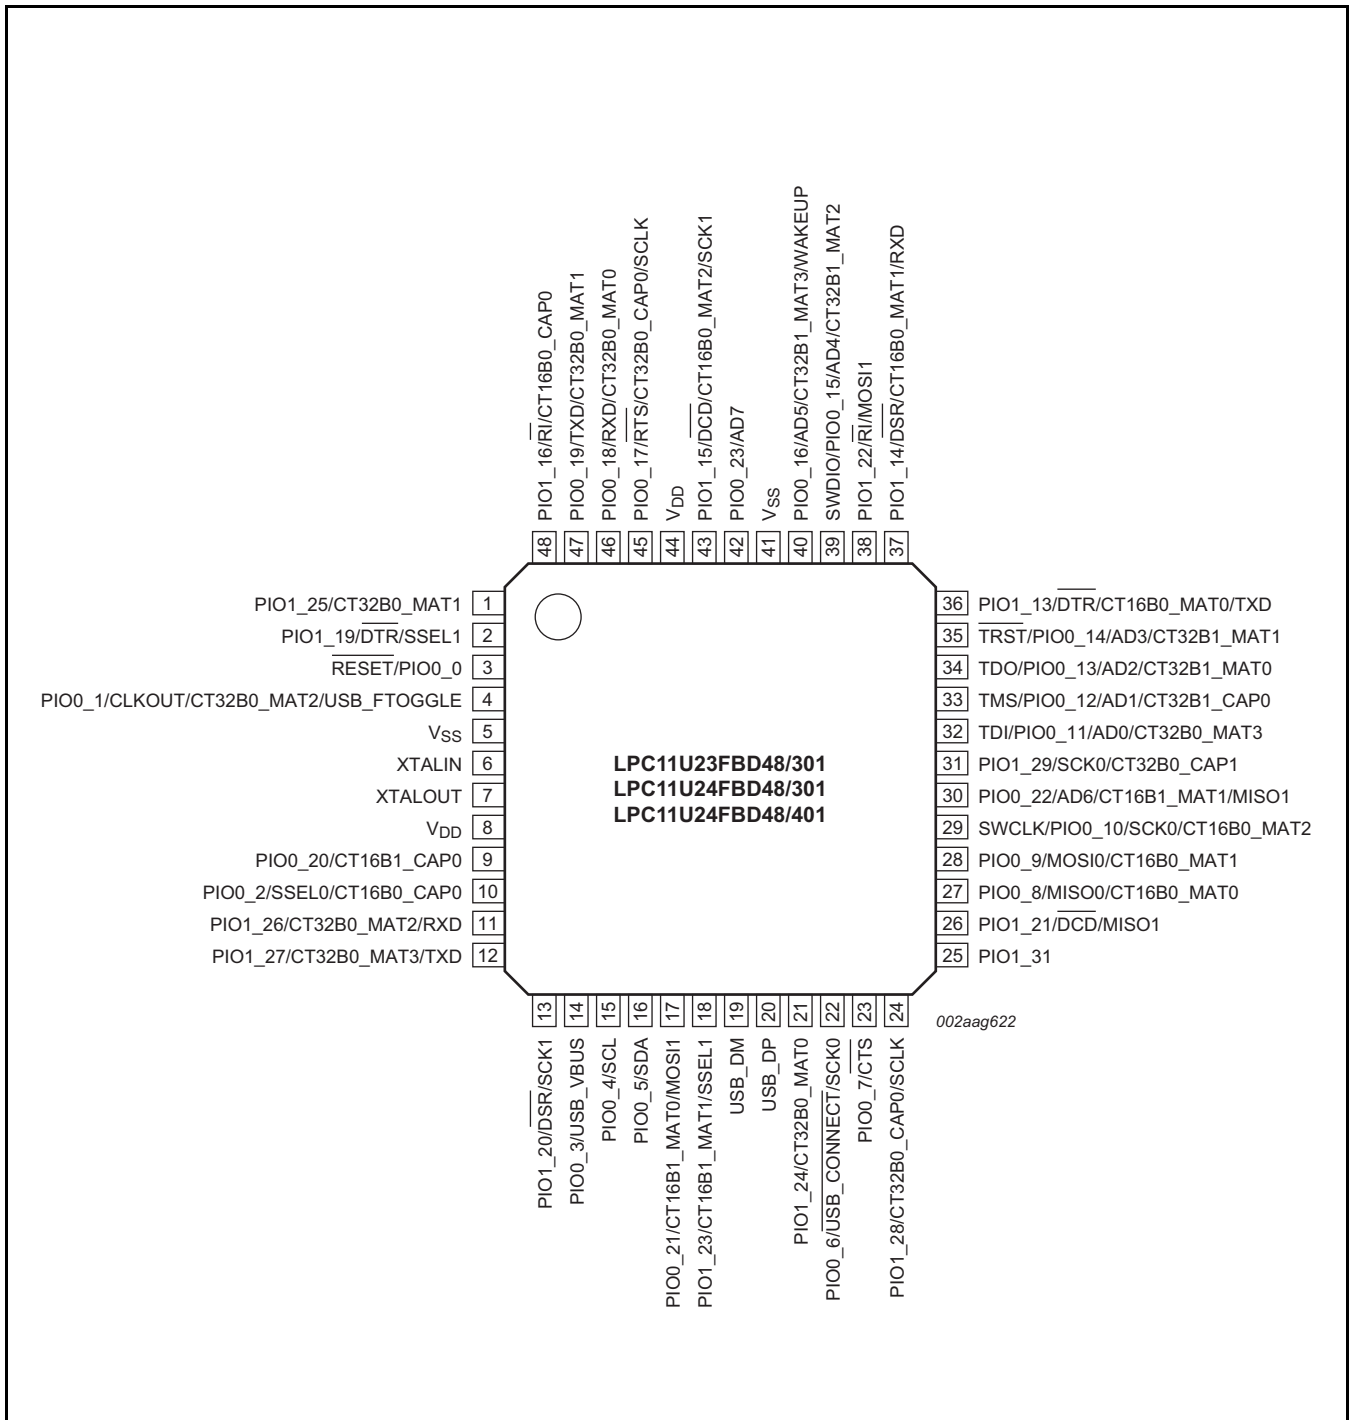 48 PIO1_16/RI/CT16B0_CAP0
47 PIO0_19/TXD/CT32B0_MAT1
46 PIO0_18/RXD/CT32B0_MAT0
45 PIO0_17/RTS/CT32B0_CAP0/SCLK
44 VDD
43 PIO1_15/DCD/CT16B0_MAT2/SCK1
42 PIO0_23/AD7
41 VSS
40 PIO0_16/AD5/CT32B1_MAT3/WAKEUP
39 SWDIO/PIO0_15/AD4/CT32B1_MAT2
38 PIO1_22/RI/MOSI1
37 PIO1_14/DSR/CT16B0_MAT1/RXD
PIO1_25/CT32B0_MAT1 1
PIO1_19/DTR/SSEL1 2
RESET/PIO0_0 3
PIO0_1/CLKOUT/CT32B0_MAT2/USB_FTOGGLE 4
VSS 5
XTALIN 6
XTALOUT 7
VDD 8
PIO0_20/CT16B1_CAP0 9
PIO0_2/SSEL0/CT16B0_CAP0 10
PIO1_26/CT32B0_MAT2/RXD 11
PIO1_27/CT32B0_MAT3/TXD 12
LPC11U23FBD48/301
LPC11U24FBD48/301
LPC11U24FBD48/401
36 PIO1_13/DTR/CT16B0_MAT0/TXD
35 TRST/PIO0_14/AD3/CT32B1_MAT1
34 TDO/PIO0_13/AD2/CT32B1_MAT0
33 TMS/PIO0_12/AD1/CT32B1_CAP0
32 TDI/PIO0_11/AD0/CT32B0_MAT3
31 PIO1_29/SCK0/CT32B0_CAP1
30 PIO0_22/AD6/CT16B1_MAT1/MISO1
29 SWCLK/PIO0_10/SCK0/CT16B0_MAT2
28 PIO0_9/MOSI0/CT16B0_MAT1
27 PIO0_8/MISO0/CT16B0_MAT0
26 PIO1_21/DCD/MISO1
25 PIO1_31
13 PIO1_20/DSR/SCK1
14 PIO0_3/USB_VBUS
15 PIO0_4/SCL
16 PIO0_5/SDA
17 PIO0_21/CT16B1_MAT0/MOSI1
18 PIO1_23/CT16B1_MAT1/SSEL1
19 USB_DM
20 USB_DP
21 PIO1_24/CT32B0_MAT0
22 PIO0_6/USB_CONNECT/SCK0
23 PIO0_7/CTS
24 PIO1_28/CT32B0_CAP0/SCLK
002aag622